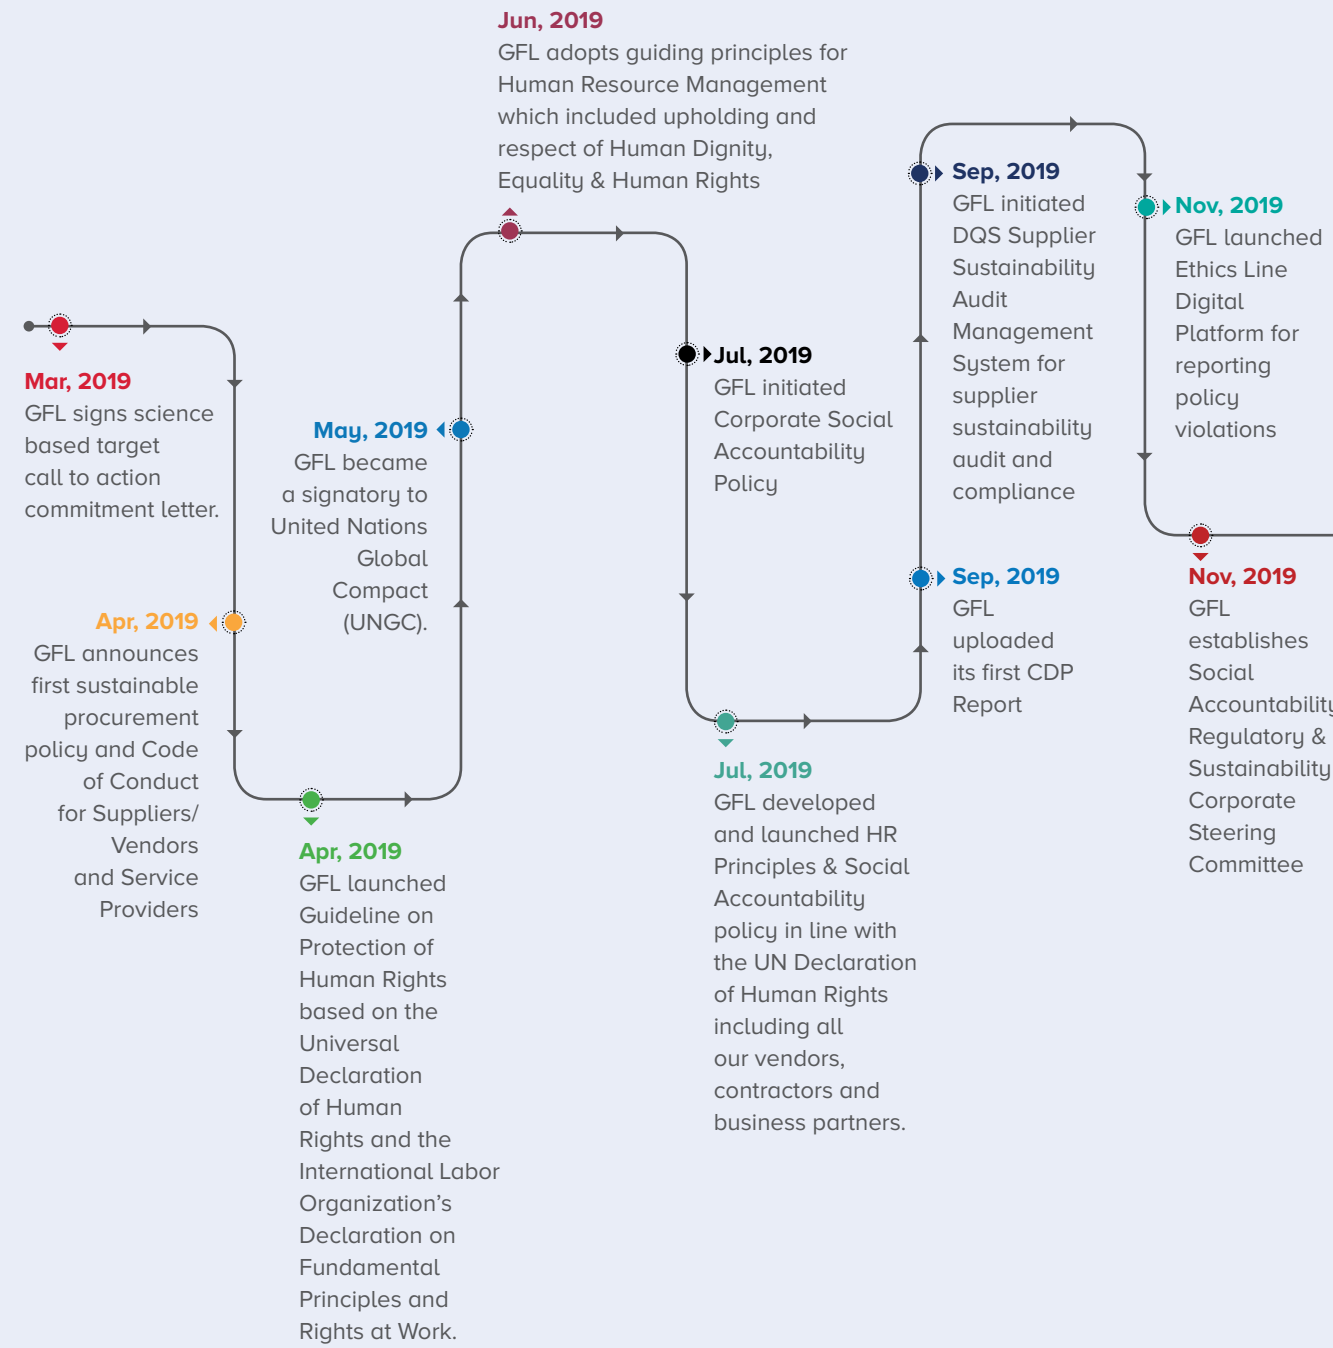 Mar, 2019
GFL signs science
based target
call to action
commitment letter.
Apr, 2019
GFL announces
first sustainable
procurement
policy and Code
of Conduct
for Suppliers/
Vendors
and Service
Providers
Apr, 2019
GFL launched
Guideline on
Protection of
Human Rights
based on the
Universal
Declaration
of Human
Rights and the
International Labor
Organization’s
Declaration on
Fundamental
Principles and
Rights at Work.
May, 2019
GFL became
a signatory to
United Nations
Global
Compact
(UNGC).
Jun, 2019
GFL adopts guiding principles for
Human Resource Management
which included upholding and
respect of Human Dignity,
Equality & Human Rights
Jul, 2019
GFL initiated
Corporate Social
Accountability
Policy
Jul, 2019
GFL developed
and launched HR
Principles & Social
Accountability
policy in line with
the UN Declaration
of Human Rights
including all
our vendors,
contractors and
business partners.
Sep, 2019
GFL
uploaded
its first CDP
Report
Sep, 2019
GFL initiated
DQS Supplier
Sustainability
Audit
Management
System for
supplier
sustainability
audit and
compliance
Nov, 2019
GFL launched
Ethics Line
Digital
Platform for
reporting
policy
violations
Nov, 2019
GFL
establishes
Social
Accountability
Regulatory &
Sustainability
Corporate
Steering
Committee